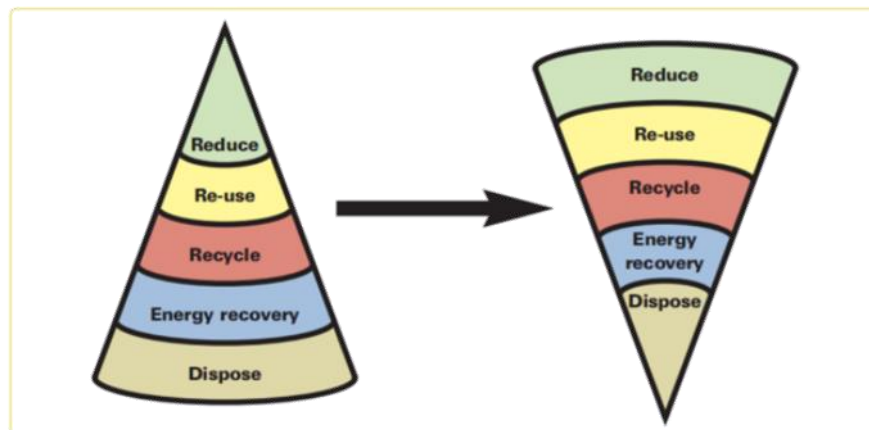 Reduce
Re-use
Recycle
Energy recovery
Dispose
Reduce
Re-use
Recycle
Energy
recovery
Dispose